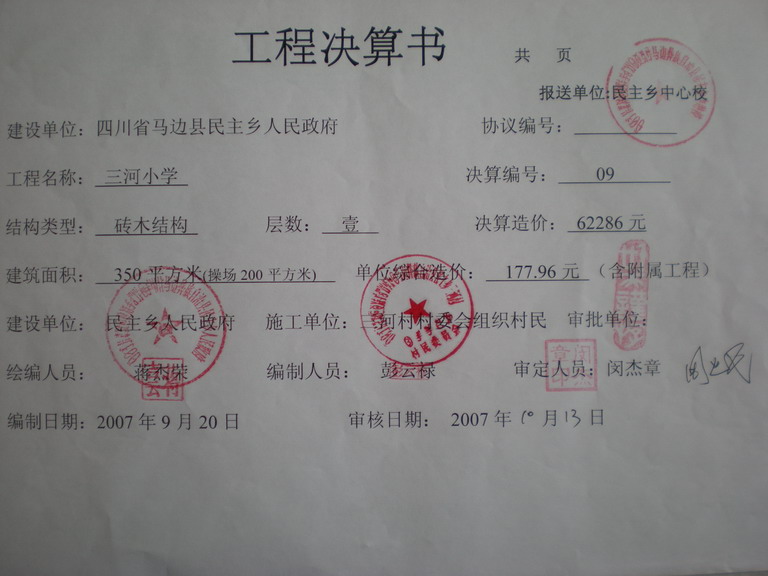 工程决算书
共 页
报送单位:民主乡中心校
建设单位：四川省马边县民主乡人民政府 协议编号：
工程名称： 三河小学 决算编号： 09
结构类型： 砖木结构 层数： 壹 决算造价： 62286 元
建筑面积： 350 平方米(操场 200 平方米) 单位综合造价： 177.96 元 （含附属工程）
建设单位： 民主乡人民政府 施工单位：三河村村委会组织村民 审批单位：
绘编人员： 蒋杰荣 编制人员： 彭云禄 审定人员：闵杰章
编制日期：2007 年 9 月 20 日 审核日期： 2007 年 10 月 13 日